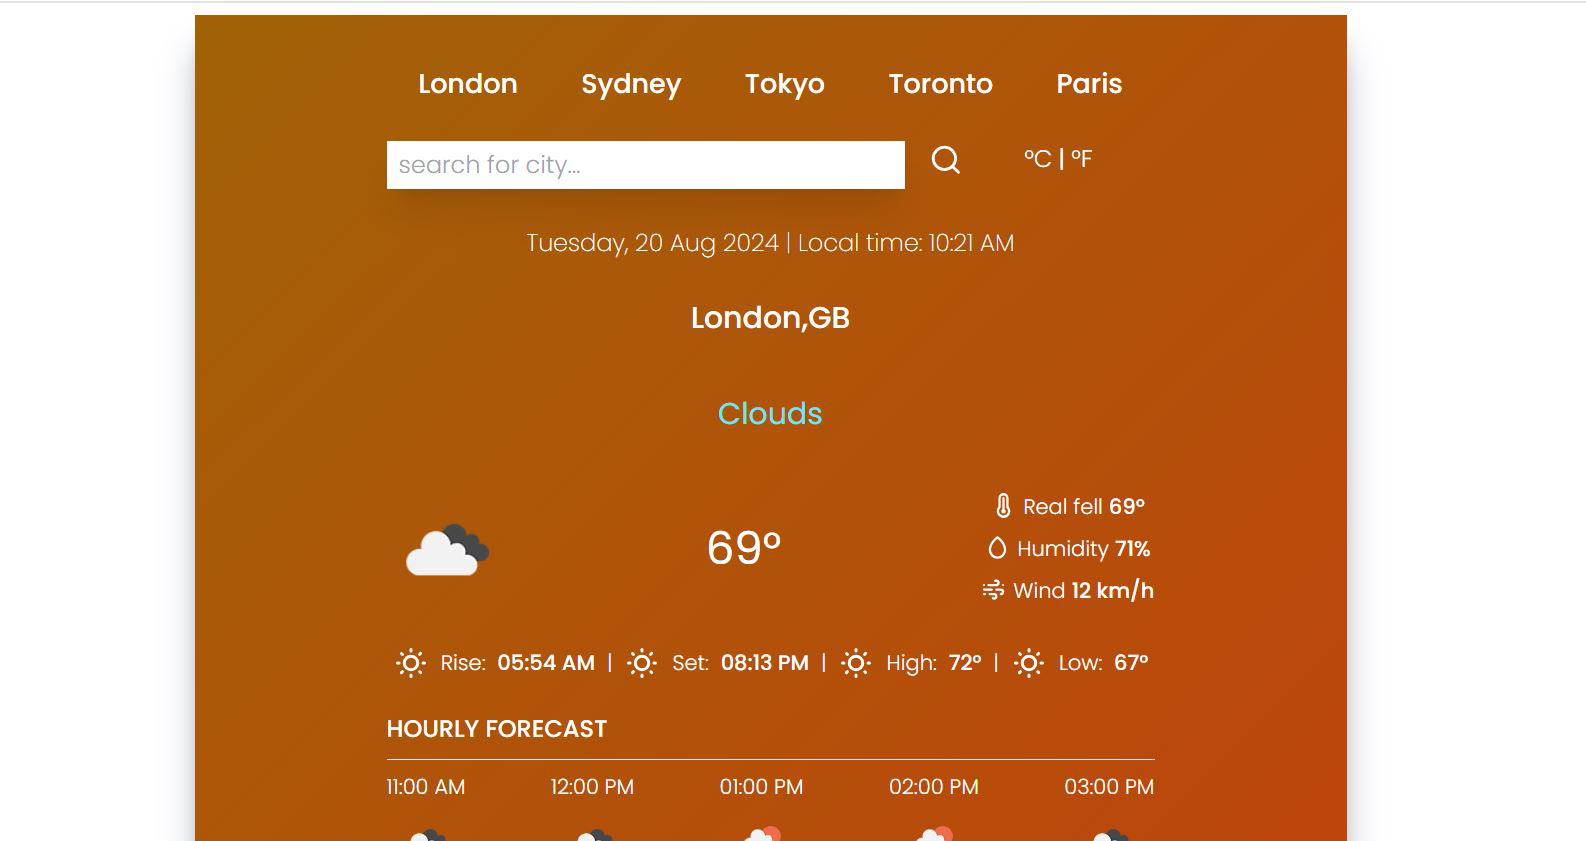 London Sydney Tokyo Toronto Paris
search for city... °C | °F
Tuesday, 20 Aug 2024 | Local time: 10:21 AM
London,GB
Clouds
69°
Real fell 69°
Humidity 71%
Wind 12 km/h
Rise: 05:54 AM | Set: 08:13 PM | High: 72° | Low: 67°
HOURLY FORECAST
11:00 AM 12:00 PM 01:00 PM 02:00 PM 03:00 PM